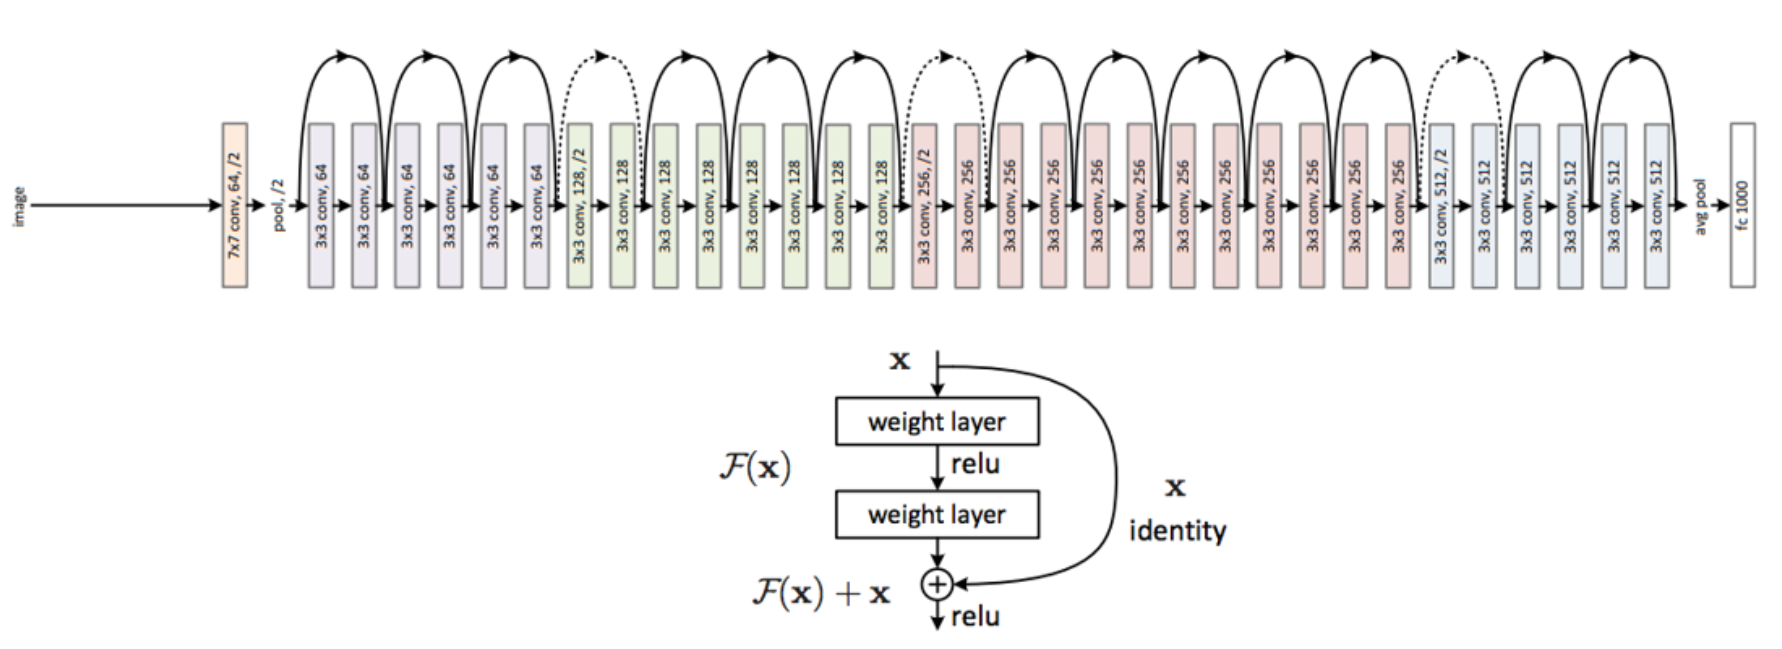 image
7x7 conv, 64, /2
pool, /2
3x3 conv, 64
3x3 conv, 64
3x3 conv, 64
3x3 conv, 64
3x3 conv, 64
3x3 conv, 64
3x3 conv, 128, /2
3x3 conv, 128
3x3 conv, 128
3x3 conv, 128
3x3 conv, 128
3x3 conv, 128
3x3 conv, 128
3x3 conv, 128
3x3 conv, 256, /2
3x3 conv, 256
3x3 conv, 256
3x3 conv, 256
3x3 conv, 256
3x3 conv, 256
3x3 conv, 256
3x3 conv, 256
3x3 conv, 256
3x3 conv, 256
3x3 conv, 256
3x3 conv, 256
3x3 conv, 512, /2
3x3 conv, 512
3x3 conv, 512
3x3 conv, 512
3x3 conv, 512
3x3 conv, 512
avg pool
fc 1000
x
weight layer
F(x)
relu
x
weight layer
identity
F(x) + x
+
relu